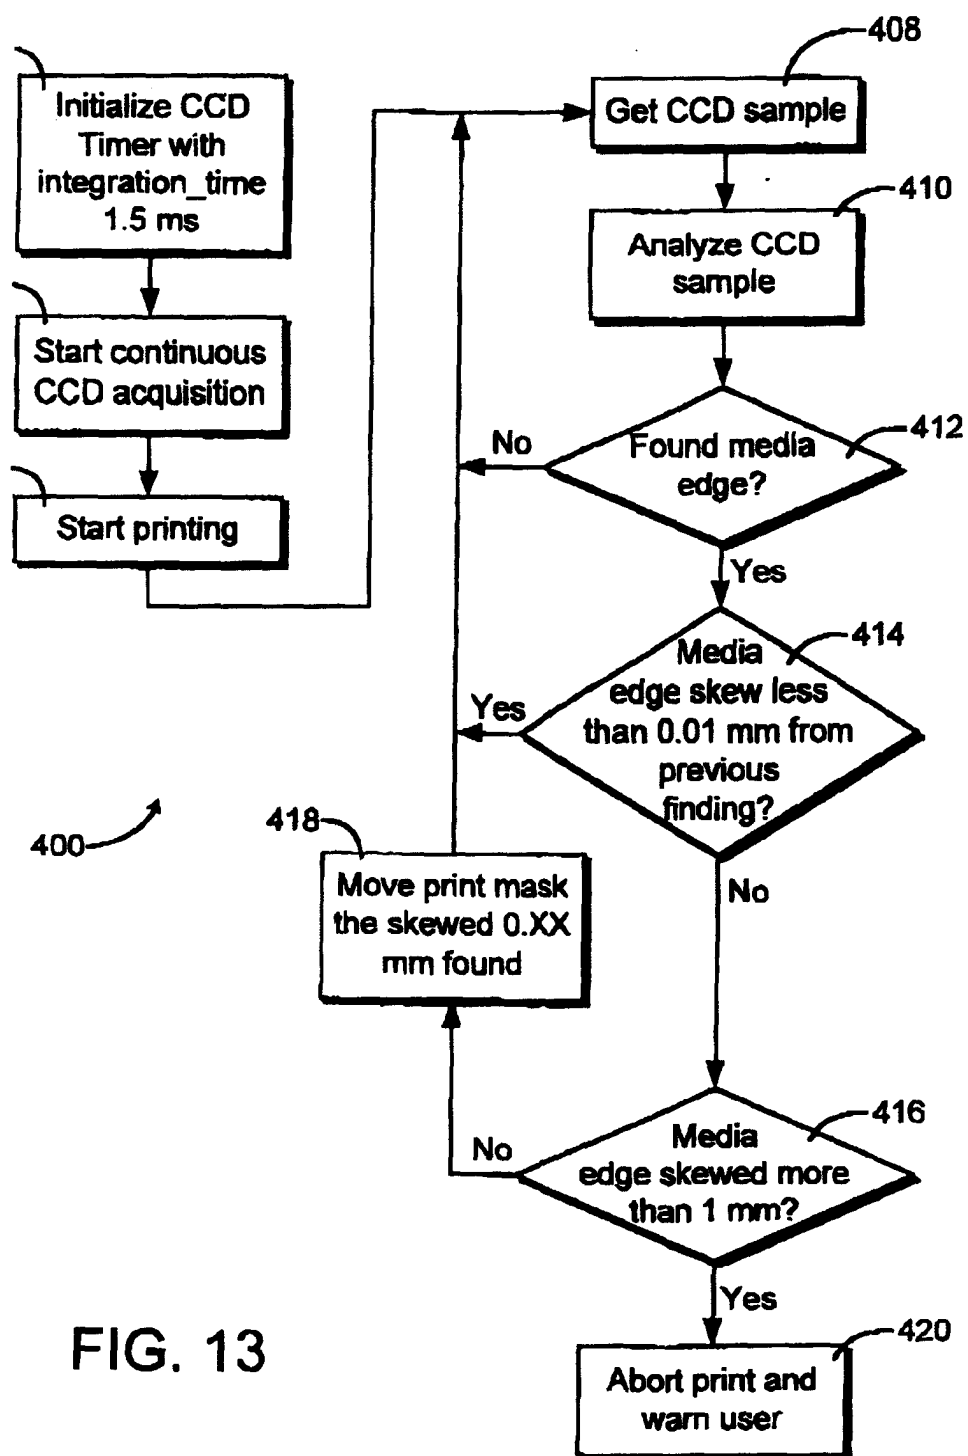 408
Initialize CCD
Timer with
integration_time
1.5 ms
Get CCD sample
410
Analyze CCD
sample
Start continuous
CCD acquisition
412
No
Found media
edge?
Start printing
Yes
414
Media
edge skew less
than 0.01 mm from
previous
finding?
Yes
418
400
Move print mask
the skewed 0.XX
mm found
No
416
Media
edge skewed more
than 1 mm?
No
Yes
FIG. 13
420
Abort print and
warn user